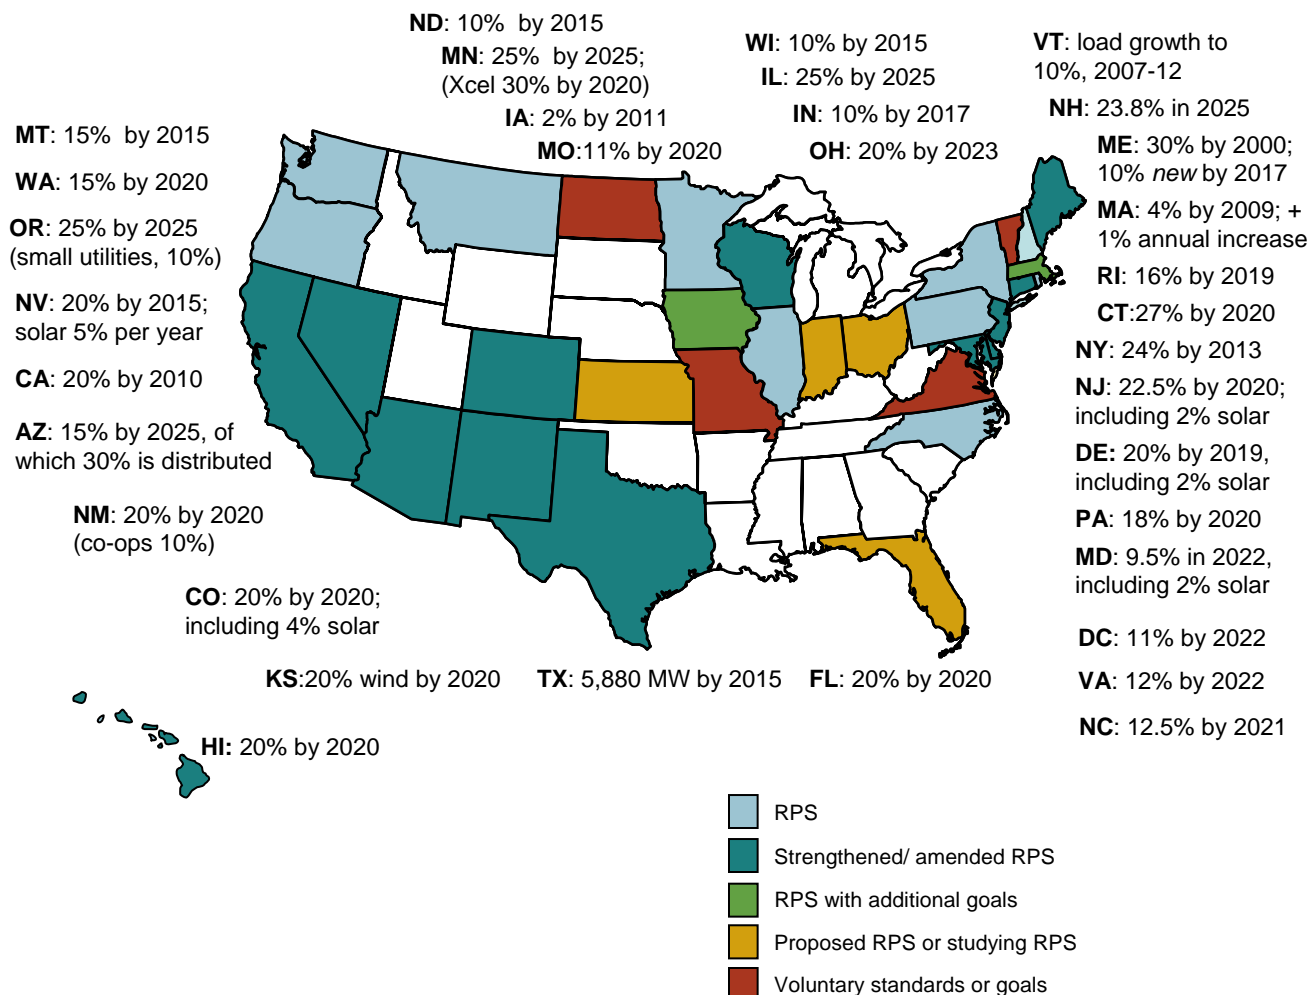 ND: 10% by 2015
MN: 25% by 2025;
(Xcel 30% by 2020)
IA: 2% by 2011
MO:11% by 2020
WI: 10% by 2015
IL: 25% by 2025
IN: 10% by 2017
OH: 20% by 2023
VT: load growth to
10%, 2007-12
NH: 23.8% in 2025
ME: 30% by 2000;
10% new by 2017
MA: 4% by 2009; +
1% annual increase
RI: 16% by 2019
CT:27% by 2020
NY: 24% by 2013
NJ: 22.5% by 2020;
including 2% solar
DE: 20% by 2019,
including 2% solar
PA: 18% by 2020
MD: 9.5% in 2022,
including 2% solar
DC: 11% by 2022
VA: 12% by 2022
NC: 12.5% by 2021
MT: 15% by 2015
WA: 15% by 2020
OR: 25% by 2025
(small utilities, 10%)
NV: 20% by 2015;
solar 5% per year
CA: 20% by 2010
AZ: 15% by 2025, of
which 30% is distributed
NM: 20% by 2020
(co-ops 10%)
CO: 20% by 2020;
including 4% solar
KS:20% wind by 2020
TX: 5,880 MW by 2015
FL: 20% by 2020
HI: 20% by 2020
RPS
Strengthened/ amended RPS
RPS with additional goals
Proposed RPS or studying RPS
Voluntary standards or goals